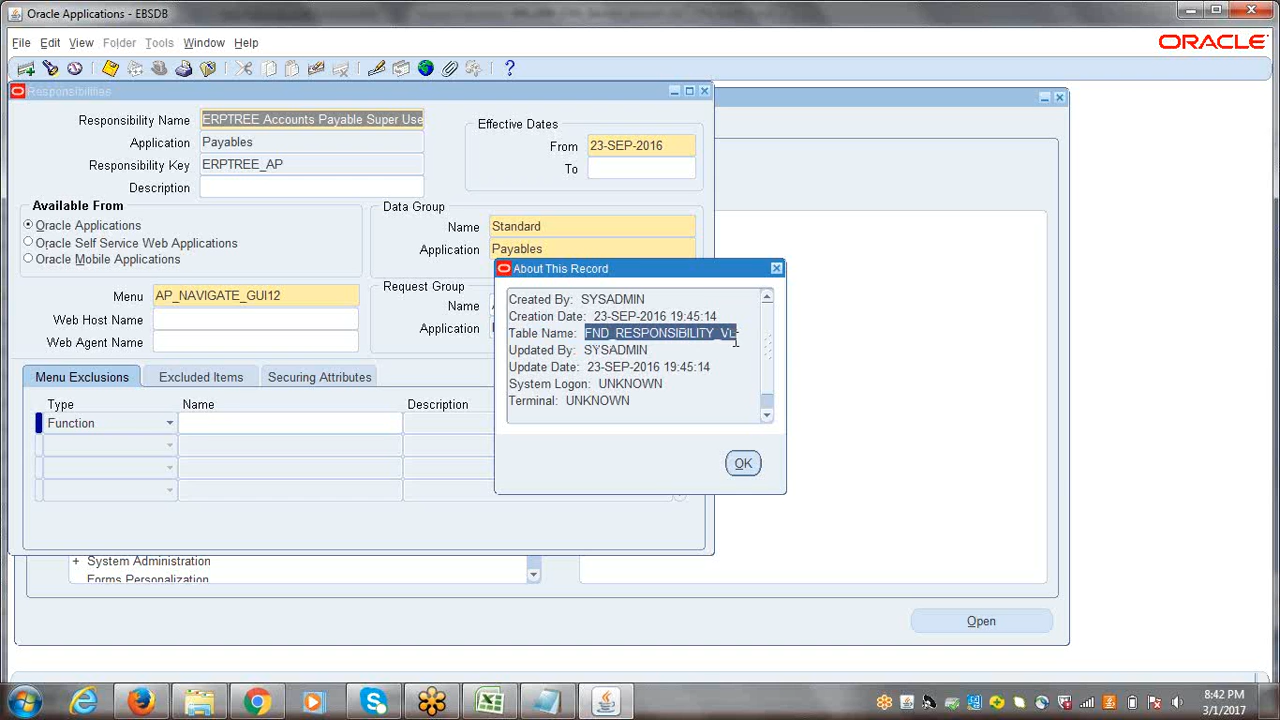 Oracle Applications - EBSDB
File Edit View Folder Tools Window Help
ORACLE
Responsibilities
Responsibility Name ERPTREE Accounts Payable Super Use
Application Payables
Responsibility Key ERPTREE_AP
Description
Effective Dates
From 23-SEP-2016
To
Available From
Oracle Applications
Oracle Self Service Web Applications
Oracle Mobile Applications
Data Group
Name Standard
Application Payables
Menu AP_NAVIGATE_GUI12
Web Host Name
Web Agent Name
Request Group
Name
Application
About This Record
Created By: SYSADMIN
Creation Date: 23-SEP-2016 19:45:14
Table Name: FND_RESPONSIBILITY_VL
Updated By: SYSADMIN
Update Date: 23-SEP-2016 19:45:14
System Logon: UNKNOWN
Terminal: UNKNOWN
OK
Menu Exclusions Excluded Items Securing Attributes
Type Name Description
Function
+ System Administration
Forms Personalization
Open
8:42 PM
3/1/2017